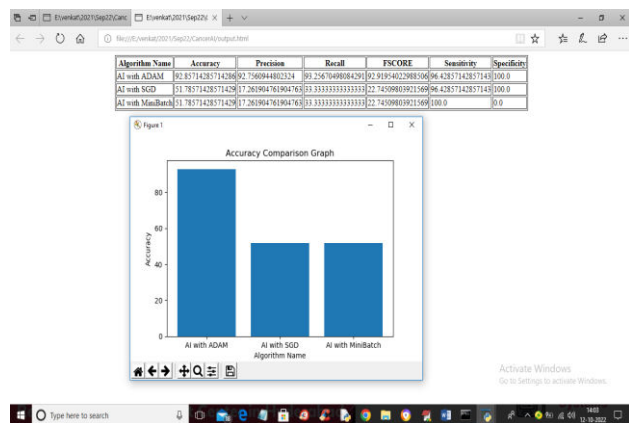 E:\venkat\2021\Sep22\Canc E:\venkat\2021\Sep22\c
file:///E:/venkat/2021/Sep22/CancerAI/output.html
Algorithm Name Accuracy Precision Recall FSCORE Sensitivity Specificity
AI with ADAM 92.85714285714286 92.7560944802324 93.25670498084291 92.91954022988506 96.42857142857143 100.0
AI with SGD 51.78571428571429 17.261904761904763 33.33333333333333 22.74509803921569 96.42857142857143 100.0
AI with MiniBatch 51.78571428571429 17.261904761904763 33.33333333333333 22.74509803921569 100.0 0.0
Figure 1
Accuracy Comparison Graph
Accuracy
80
60
40
20
0
AI with ADAM AI with SGD AI with MiniBatch
Algorithm Name
Activate Windows
Go to Settings to activate Windows.
Type here to search
14:03
12-10-2022